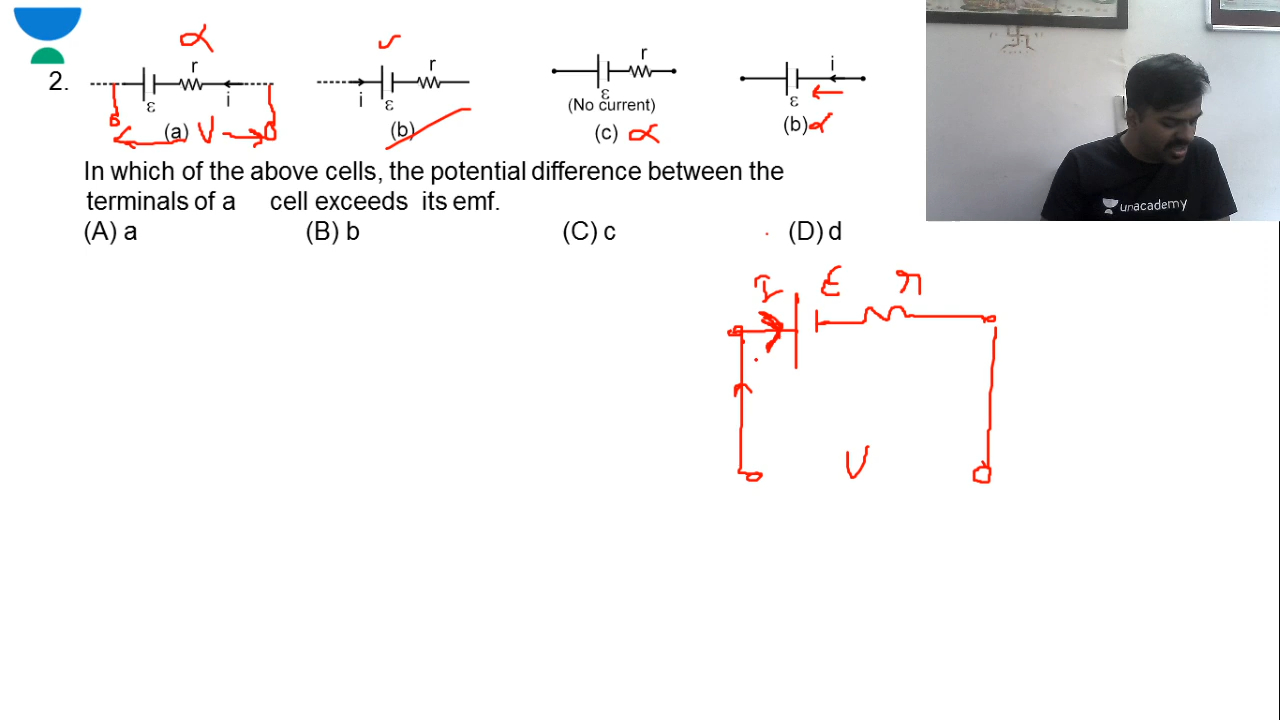 α
2.
r
ε
i
B
V
(a)
✓
i
ε
r
(b)
r
ε
(No current)
(c) α
i
ε
(b) α
unacademy
In which of the above cells, the potential difference between the
terminals of a cell exceeds its emf.
(A) a (B) b (C) c (D) d
I E r
V